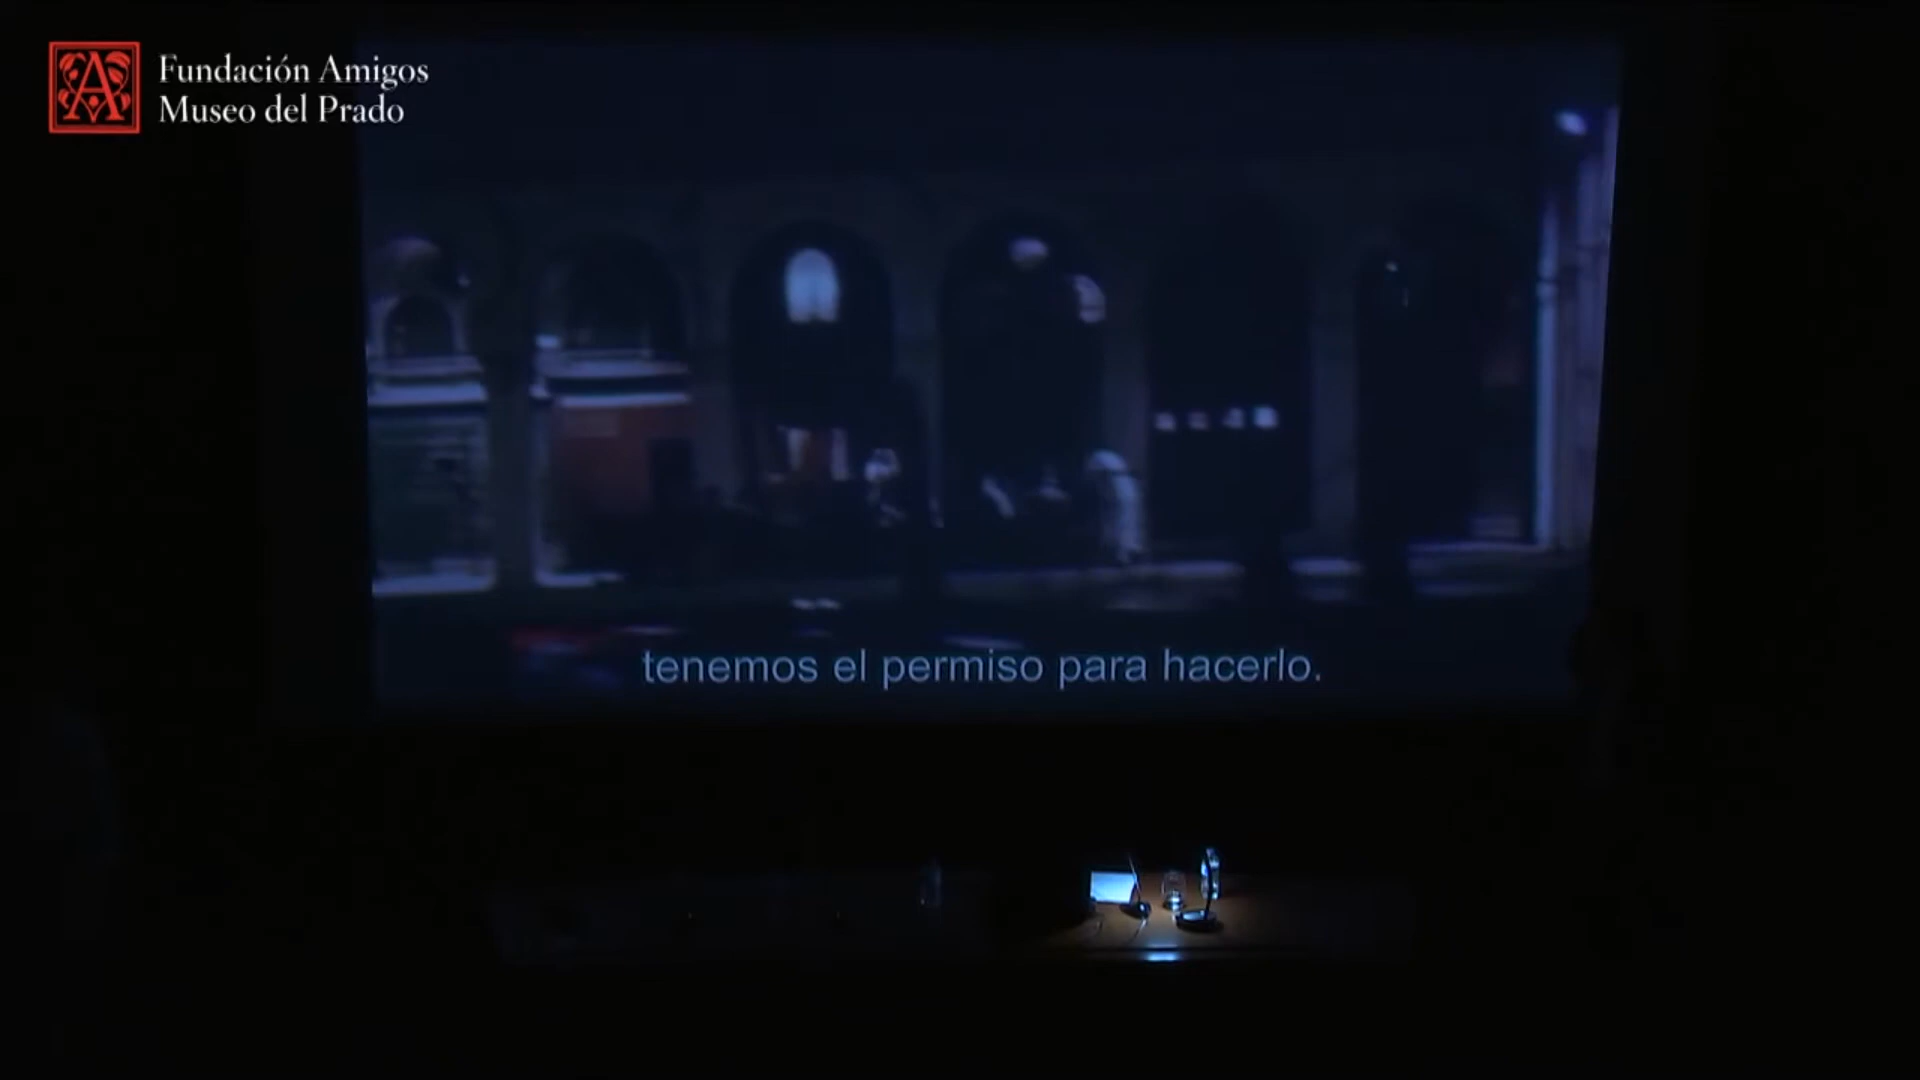 Fundación Amigos
Museo del Prado
tenemos el permiso para hacerlo.